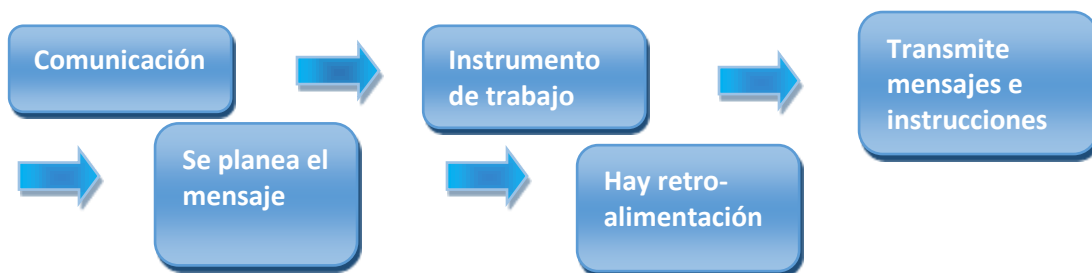 Comunicación
Instrumento
de trabajo
Transmite
mensajes e
instrucciones
Se planea el
mensaje
Hay retro-
alimentación